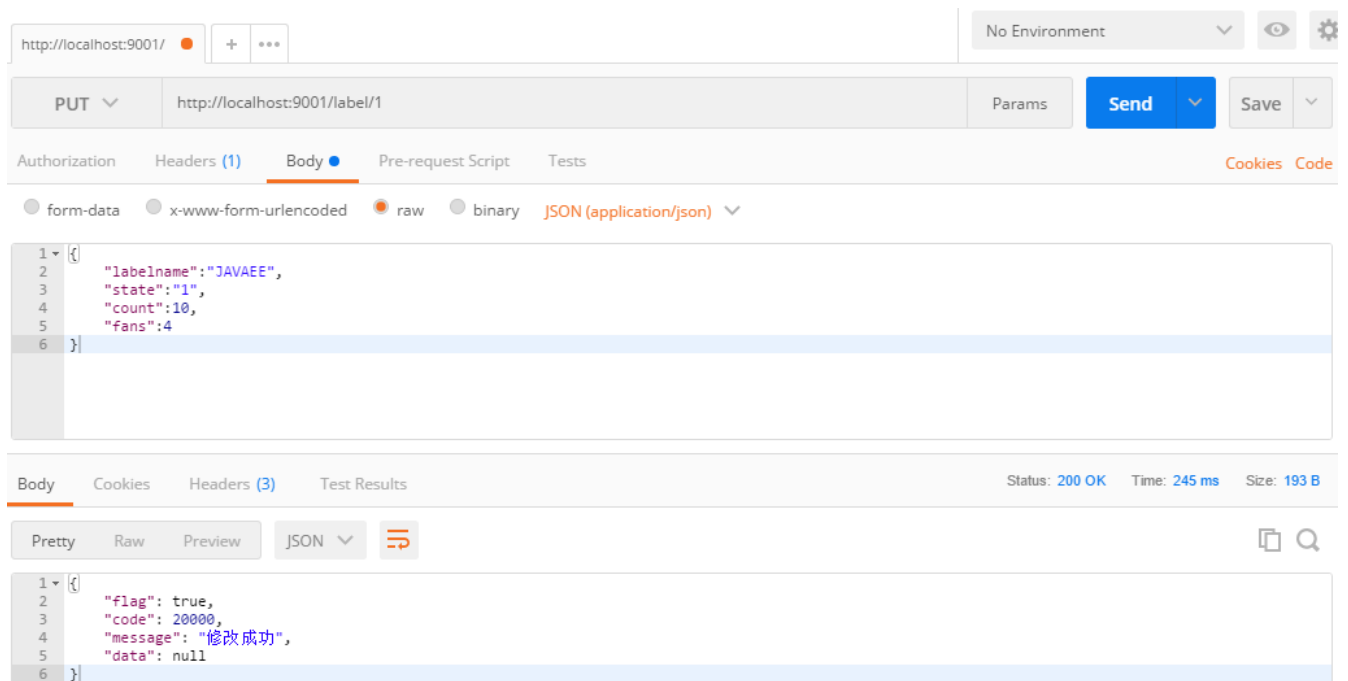 http://localhost:9001/ + ••• No Environment
PUT http://localhost:9001/label/1 Params Send Save
Authorization Headers (1) Body Pre-request Script Tests Cookies Code
form-data x-www-form-urlencoded raw binary JSON (application/json)
1 {
2 "labelname":"JAVAEE",
3 "state":"1",
4 "count":10,
5 "fans":4
6 }
Body Cookies Headers (3) Test Results Status: 200 OK Time: 245 ms Size: 193 B
Pretty Raw Preview JSON
1 {
2 "flag": true,
3 "code": 20000,
4 "message": "修改成功",
5 "data": null
6 }